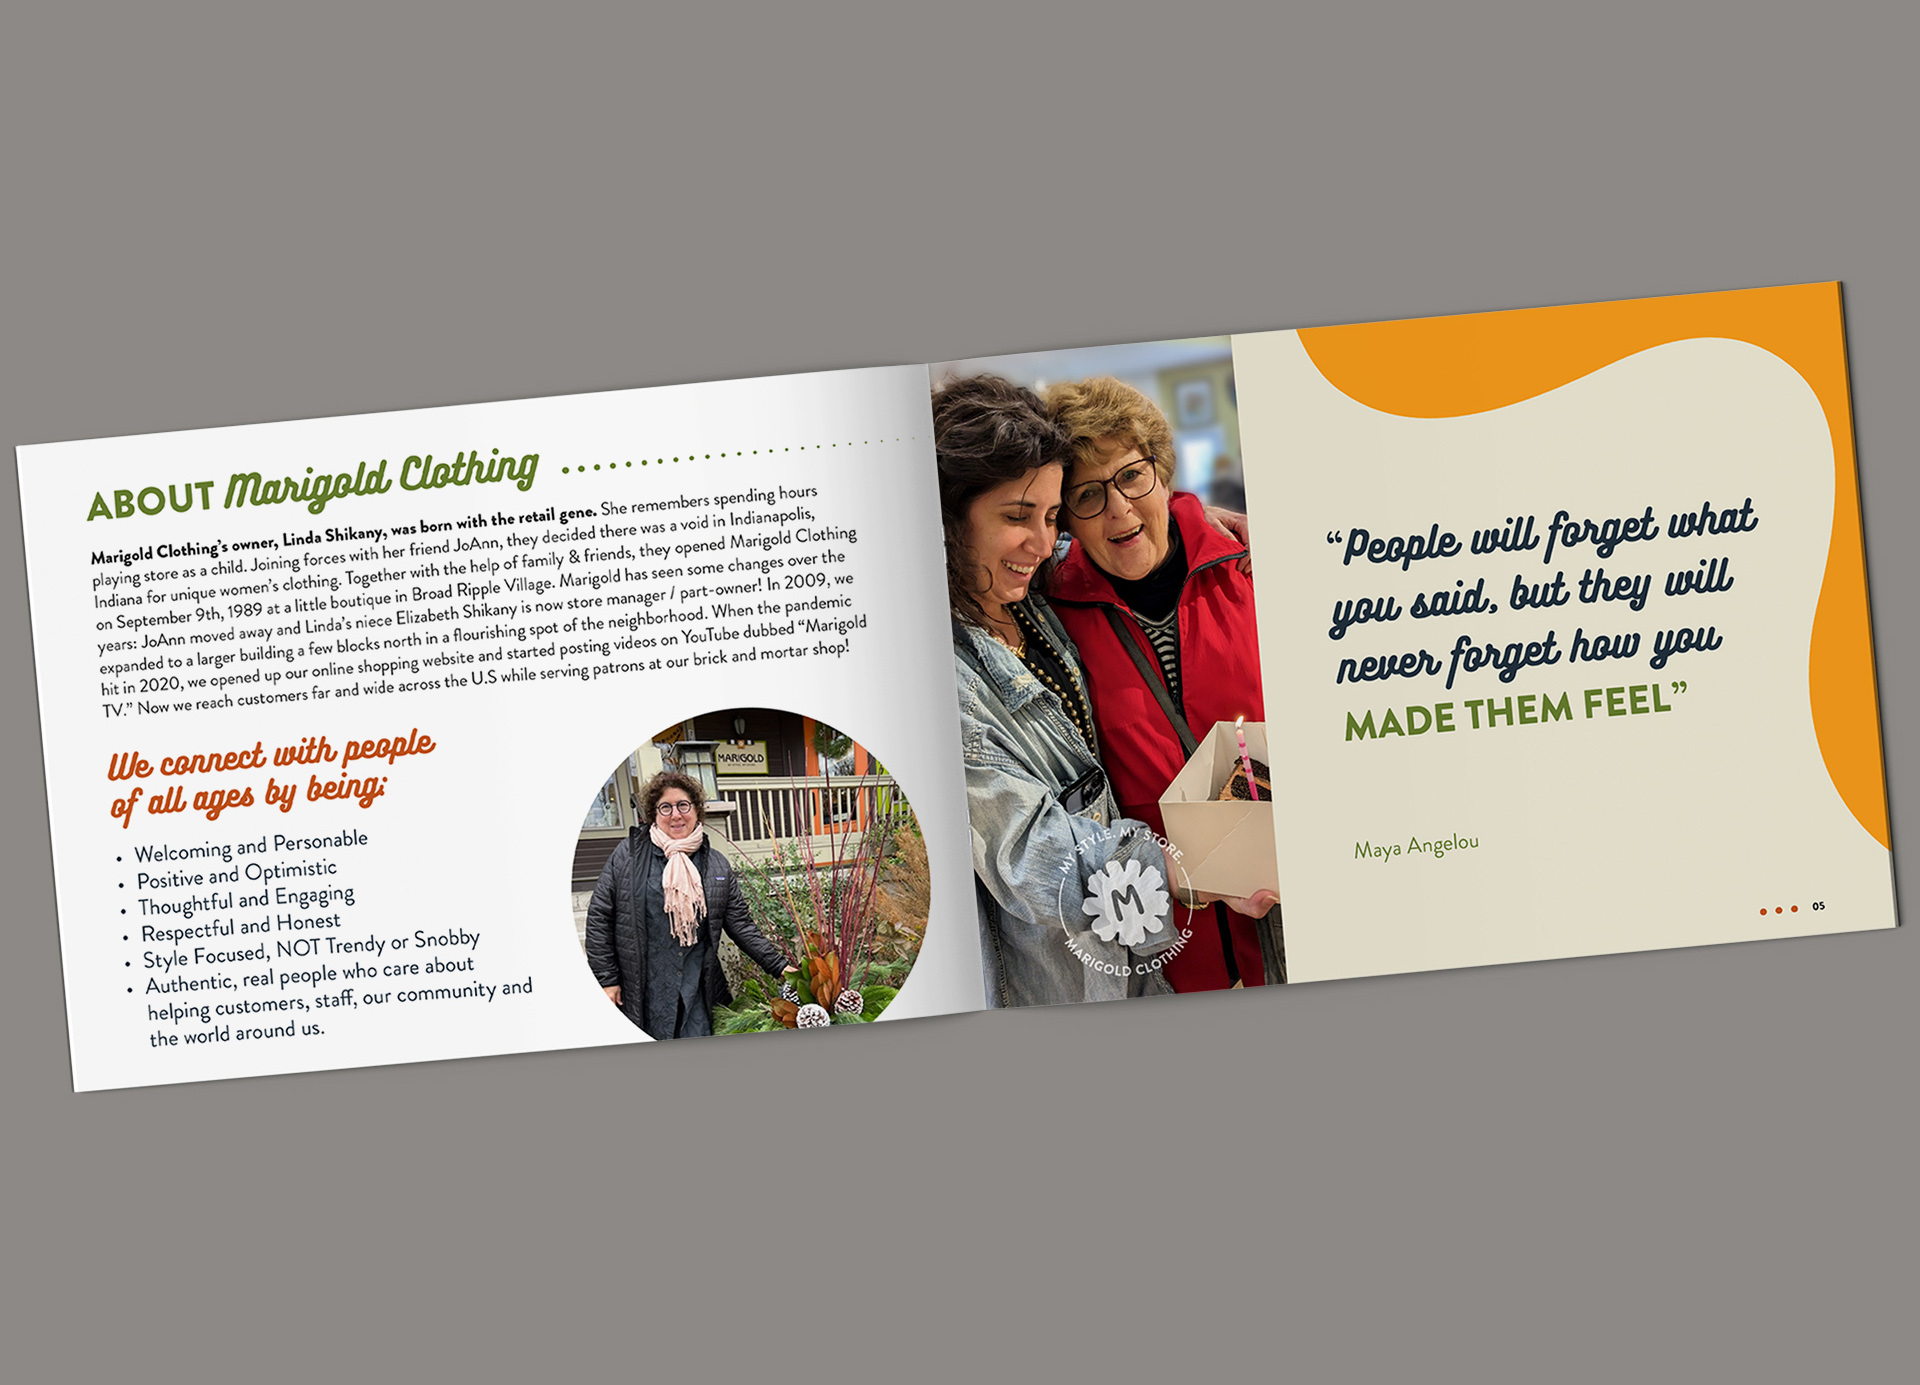 ABOUT Marigold Clothing
Marigold Clothing's owner, Linda Shikany, was born with the retail gene. She remembers spending hours
playing store as a child. Joining forces with her friend JoAnn, they decided there was a void in Indianapolis,
Indiana for unique women's clothing. Together with the help of family & friends, they opened Marigold Clothing
on September 9th, 1989 at a little boutique in Broad Ripple Village. Marigold has seen some changes over the
years: JoAnn moved away and Linda's niece Elizabeth Shikany is now store manager / part-owner! In 2009, we
expanded to a larger building a few blocks north in a flourishing spot of the neighborhood. When the pandemic
hit in 2020, we opened up our online shopping website and started posting videos on YouTube dubbed "Marigold
TV." Now we reach customers far and wide across the U.S while serving patrons at our brick and mortar shop!
We connect with people
of all ages by being:
• Welcoming and Personable
• Positive and Optimistic
• Thoughtful and Engaging
• Respectful and Honest
• Style Focused, NOT Trendy or Snobby
• Authentic, real people who care about
helping customers, staff, our community and
the world around us.
MARIGOLD
MY STYLE. MY STORE.
M
MARIGOLD CLOTHING
"People will forget what
you said, but they will
never forget how you
MADE THEM FEEL"
Maya Angelou
05